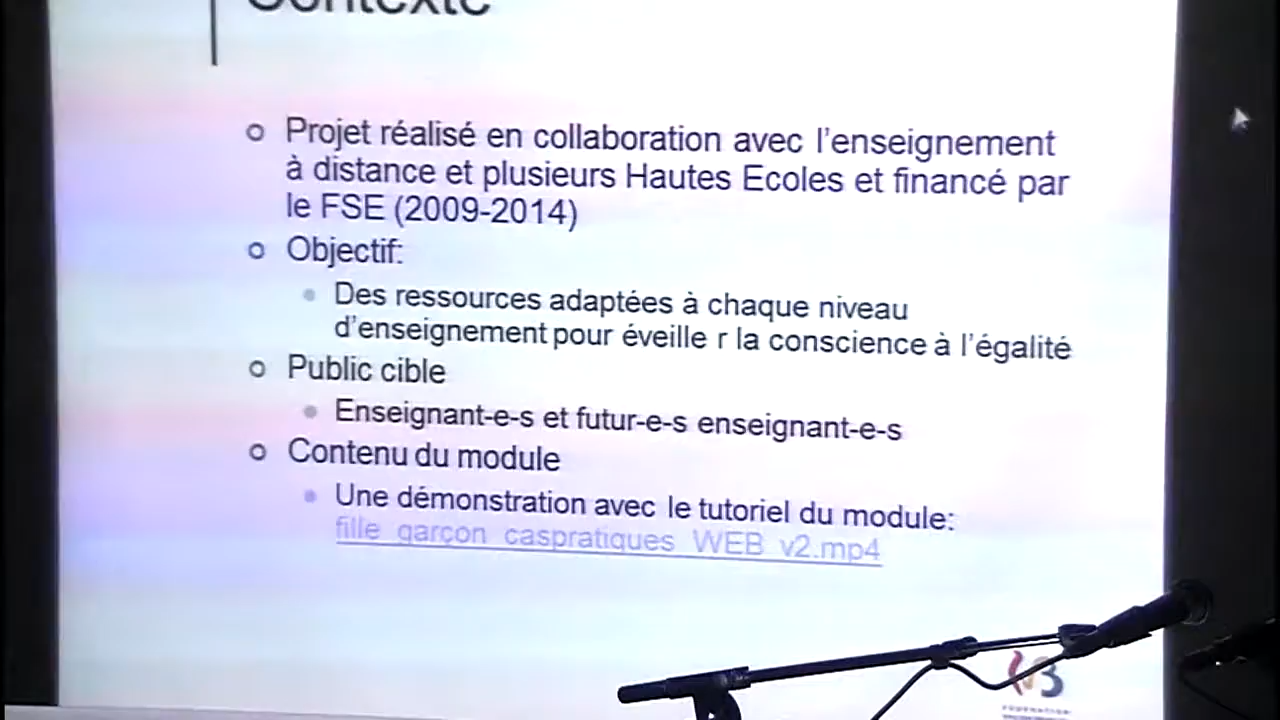 Contexte
Projet réalisé en collaboration avec l'enseignement
à distance et plusieurs Hautes Ecoles et financé par
le FSE (2009-2014)
Objectif:
Des ressources adaptées à chaque niveau
d'enseignement pour éveille r la conscience à l'égalité
Public cible
Enseignant-e-s et futur-e-s enseignant-e-s
Contenu du module
Une démonstration avec le tutoriel du module:
fille_garçon_caspratiques_WEB_v2.mp4